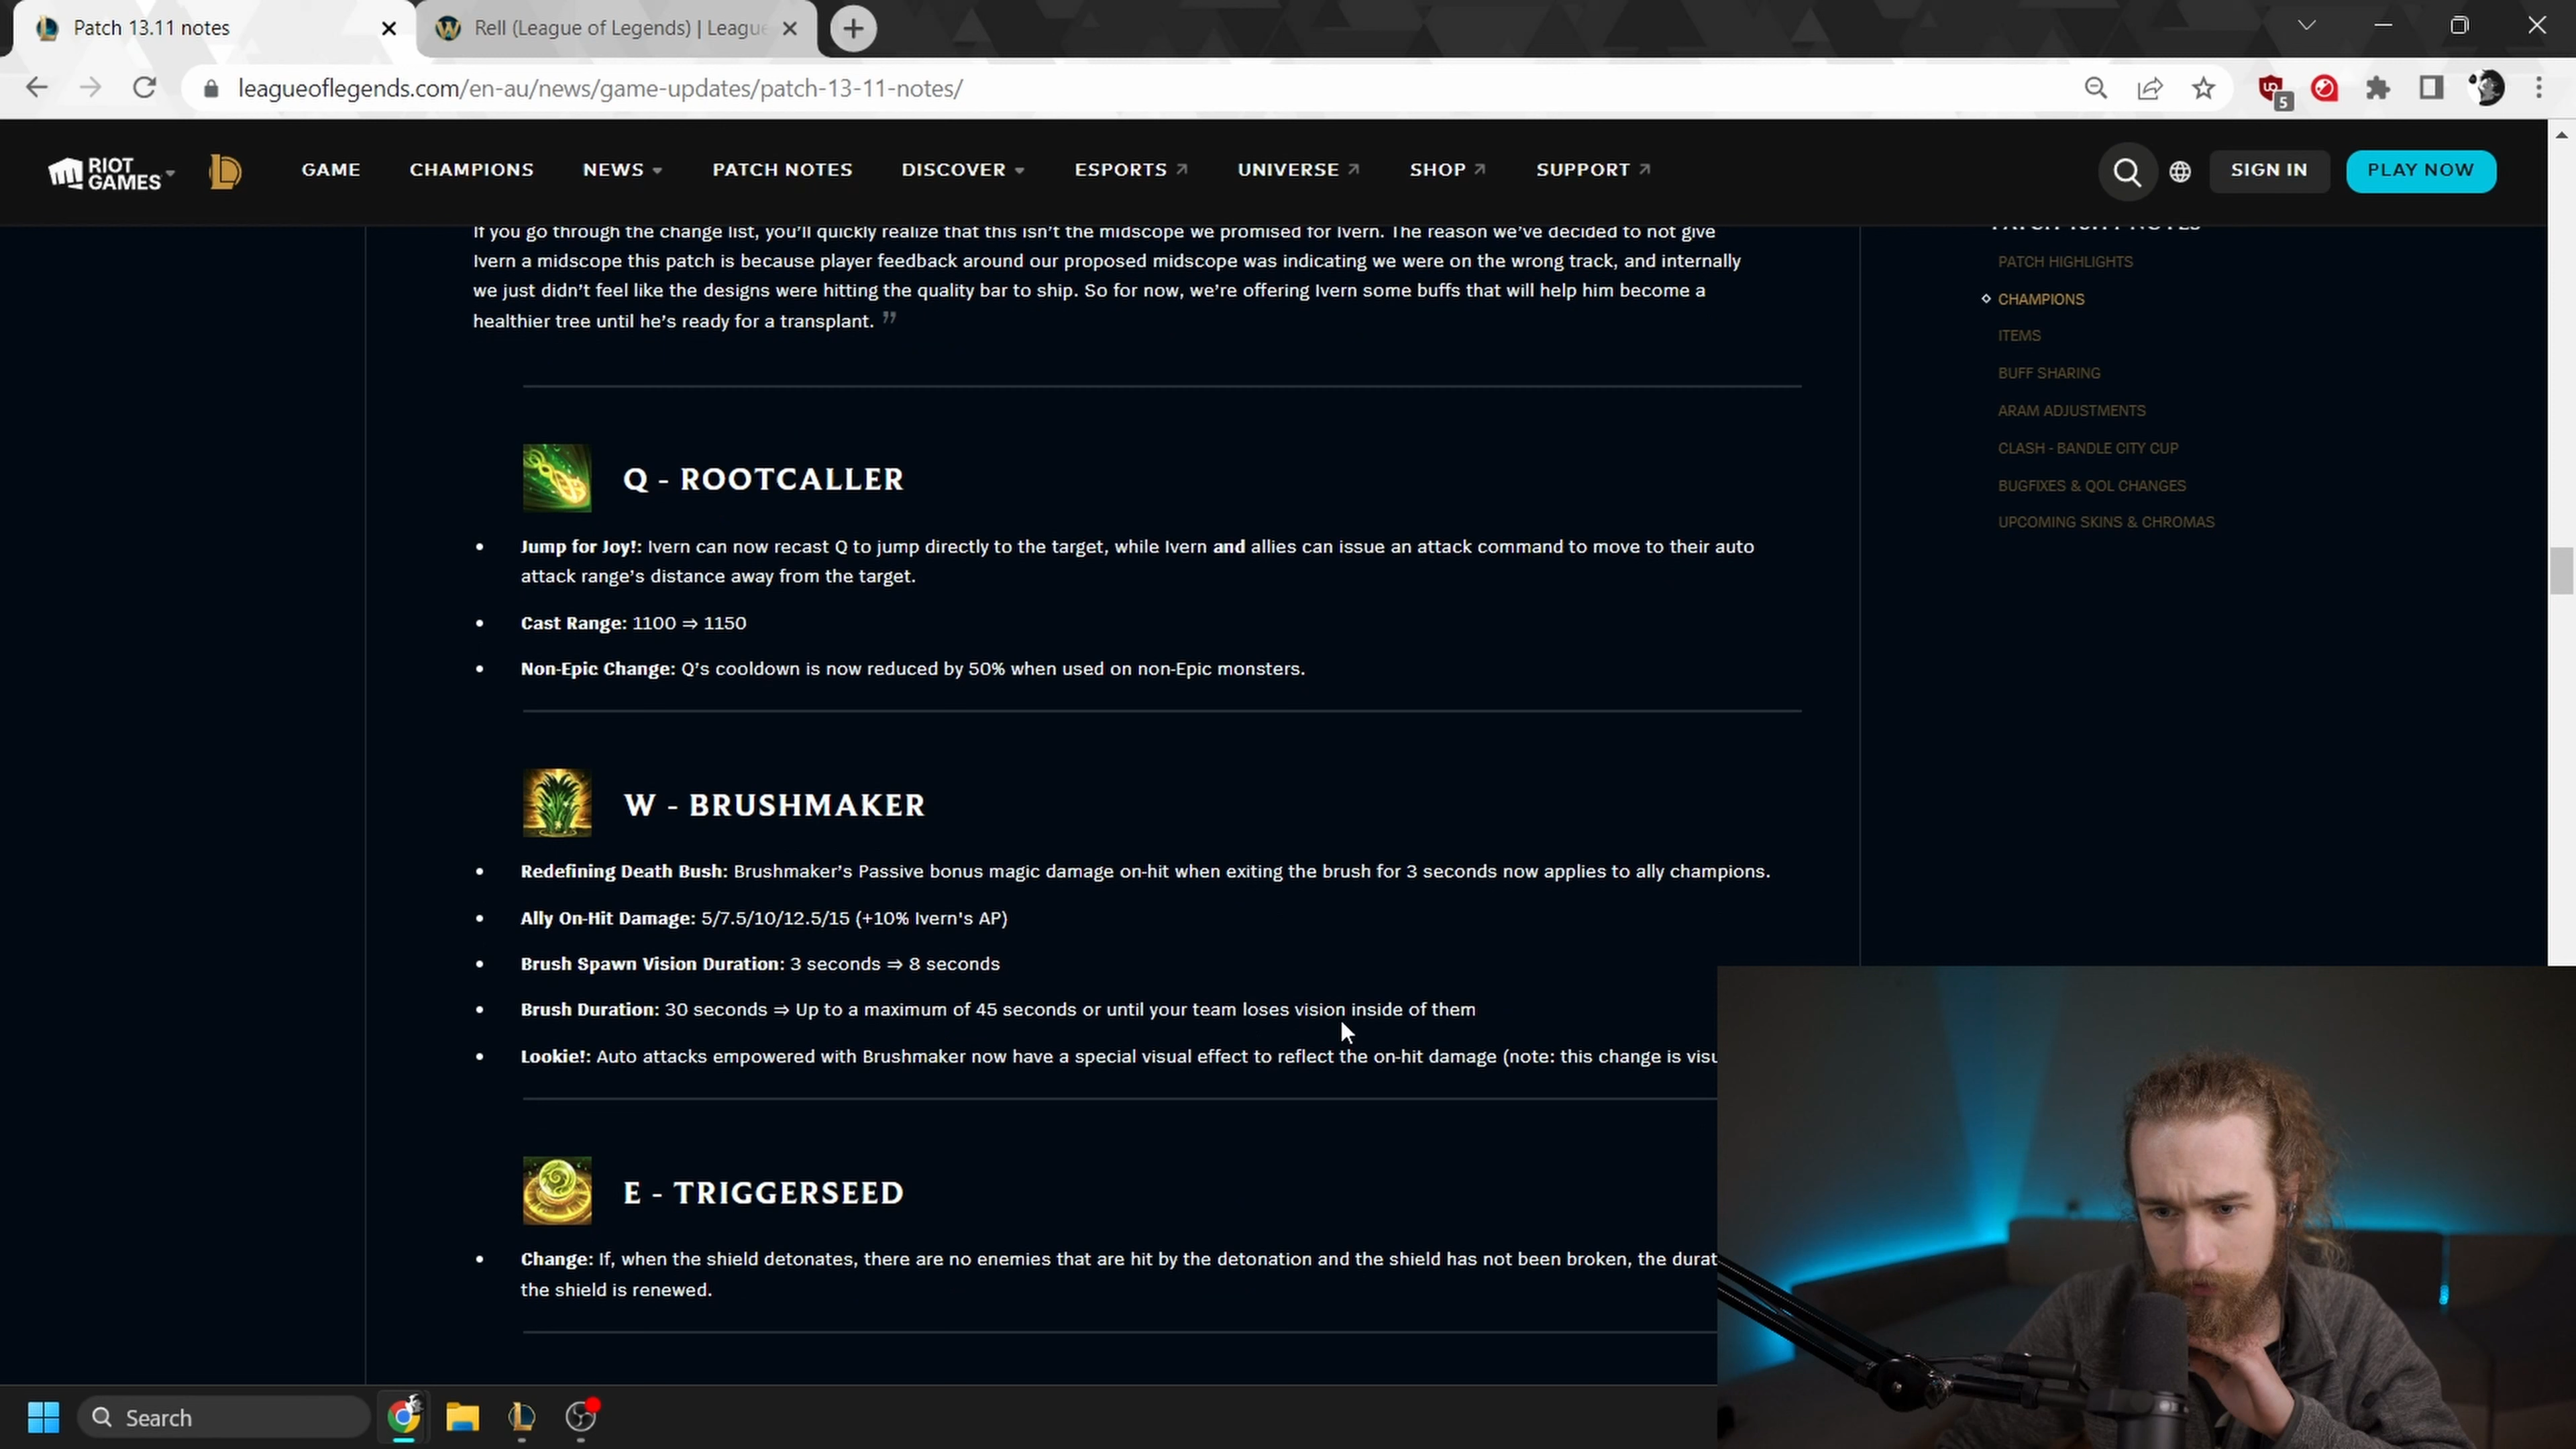 Patch 13.11 notes
Rell (League of Legends) | League
leagueoflegends.com/en-au/news/game-updates/patch-13-11-notes/
5
RIOT GAMES
GAME
CHAMPIONS
NEWS
PATCH NOTES
DISCOVER
ESPORTS
UNIVERSE
SHOP
SUPPORT
SIGN IN
PLAY NOW
If you go through the change list, you'll quickly realize that this isn't the midscope we promised for Ivern. The reason we've decided to not give
Ivern a midscope this patch is because player feedback around our proposed midscope was indicating we were on the wrong track, and internally
we just didn't feel like the designs were hitting the quality bar to ship. So for now, we're offering Ivern some buffs that will help him become a
healthier tree until he's ready for a transplant. ”
Q - ROOTCALLER
• Jump for Joy!: Ivern can now recast Q to jump directly to the target, while Ivern and allies can issue an attack command to move to their auto
attack range's distance away from the target.
• Cast Range: 1100 ⇒ 1150
• Non-Epic Change: Q's cooldown is now reduced by 50% when used on non-Epic monsters.
W - BRUSHMAKER
• Redefining Death Bush: Brushmaker's Passive bonus magic damage on-hit when exiting the brush for 3 seconds now applies to ally champions.
• Ally On-Hit Damage: 5/7.5/10/12.5/15 (+10% Ivern's AP)
• Brush Spawn Vision Duration: 3 seconds ⇒ 8 seconds
• Brush Duration: 30 seconds ⇒ Up to a maximum of 45 seconds or until your team loses vision inside of them
• Lookie!: Auto attacks empowered with Brushmaker now have a special visual effect to reflect the on-hit damage (note: this change is visu
E - TRIGGERSEED
• Change: If, when the shield detonates, there are no enemies that are hit by the detonation and the shield has not been broken, the durat
the shield is renewed.
PATCH 13.11 NOTES
PATCH HIGHLIGHTS
CHAMPIONS
ITEMS
BUFF SHARING
ARAM ADJUSTMENTS
CLASH - BANDLE CITY CUP
BUGFIXES & QOL CHANGES
UPCOMING SKINS & CHROMAS
Search